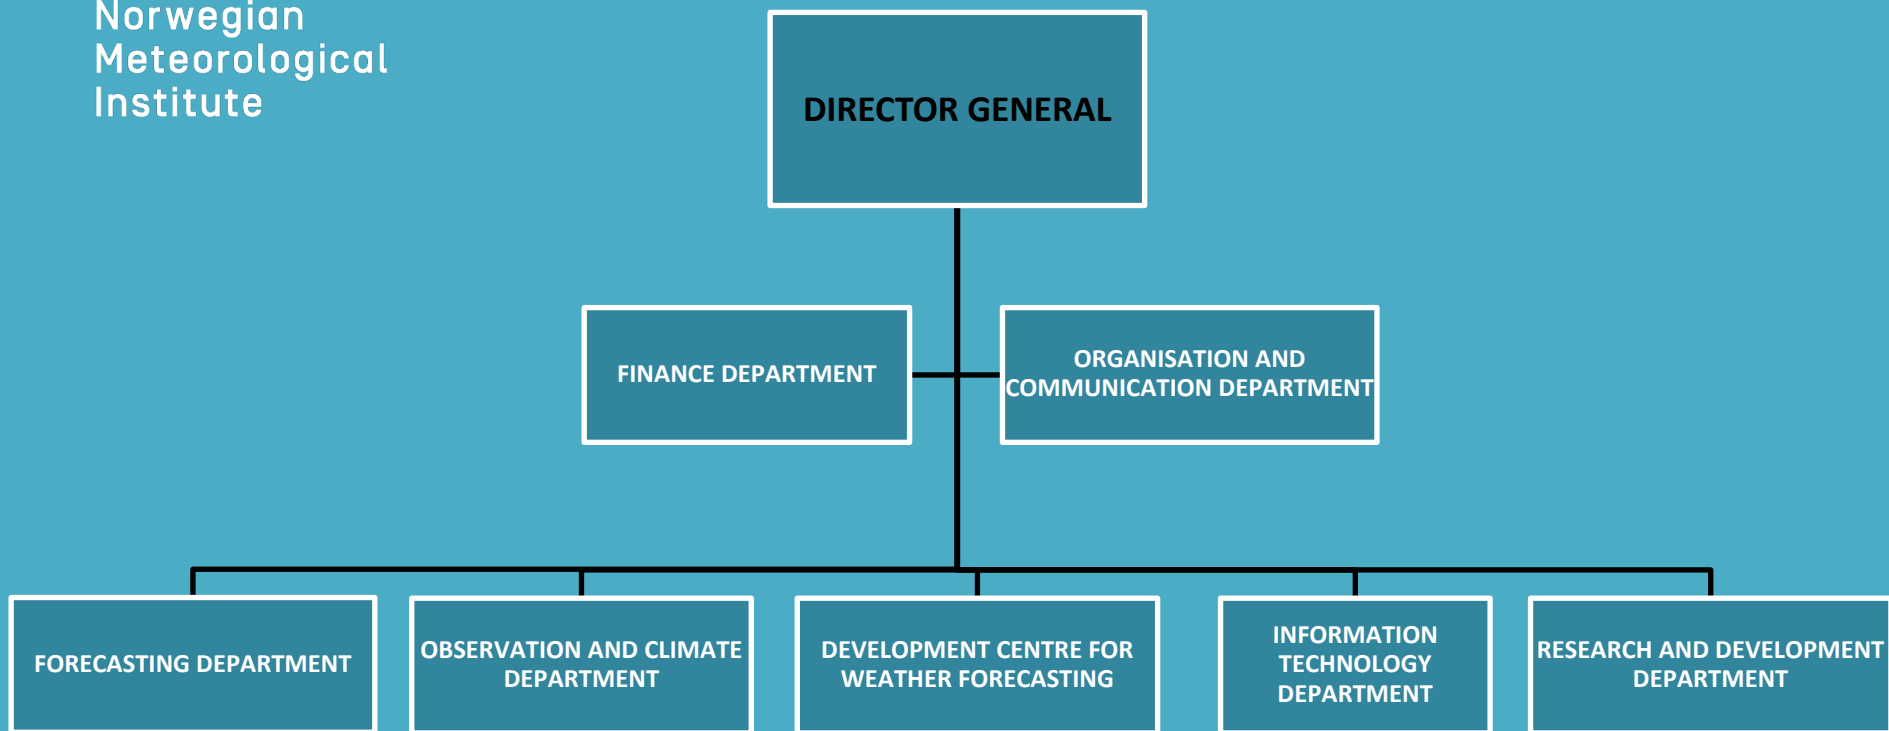 Norwegian
Meteorological
Institute
DIRECTOR GENERAL
FINANCE DEPARTMENT
ORGANISATION AND
COMMUNICATION DEPARTMENT
FORECASTING DEPARTMENT
OBSERVATION AND CLIMATE
DEPARTMENT
DEVELOPMENT CENTRE FOR
WEATHER FORECASTING
INFORMATION
TECHNOLOGY
DEPARTMENT
RESEARCH AND DEVELOPMENT
DEPARTMENT